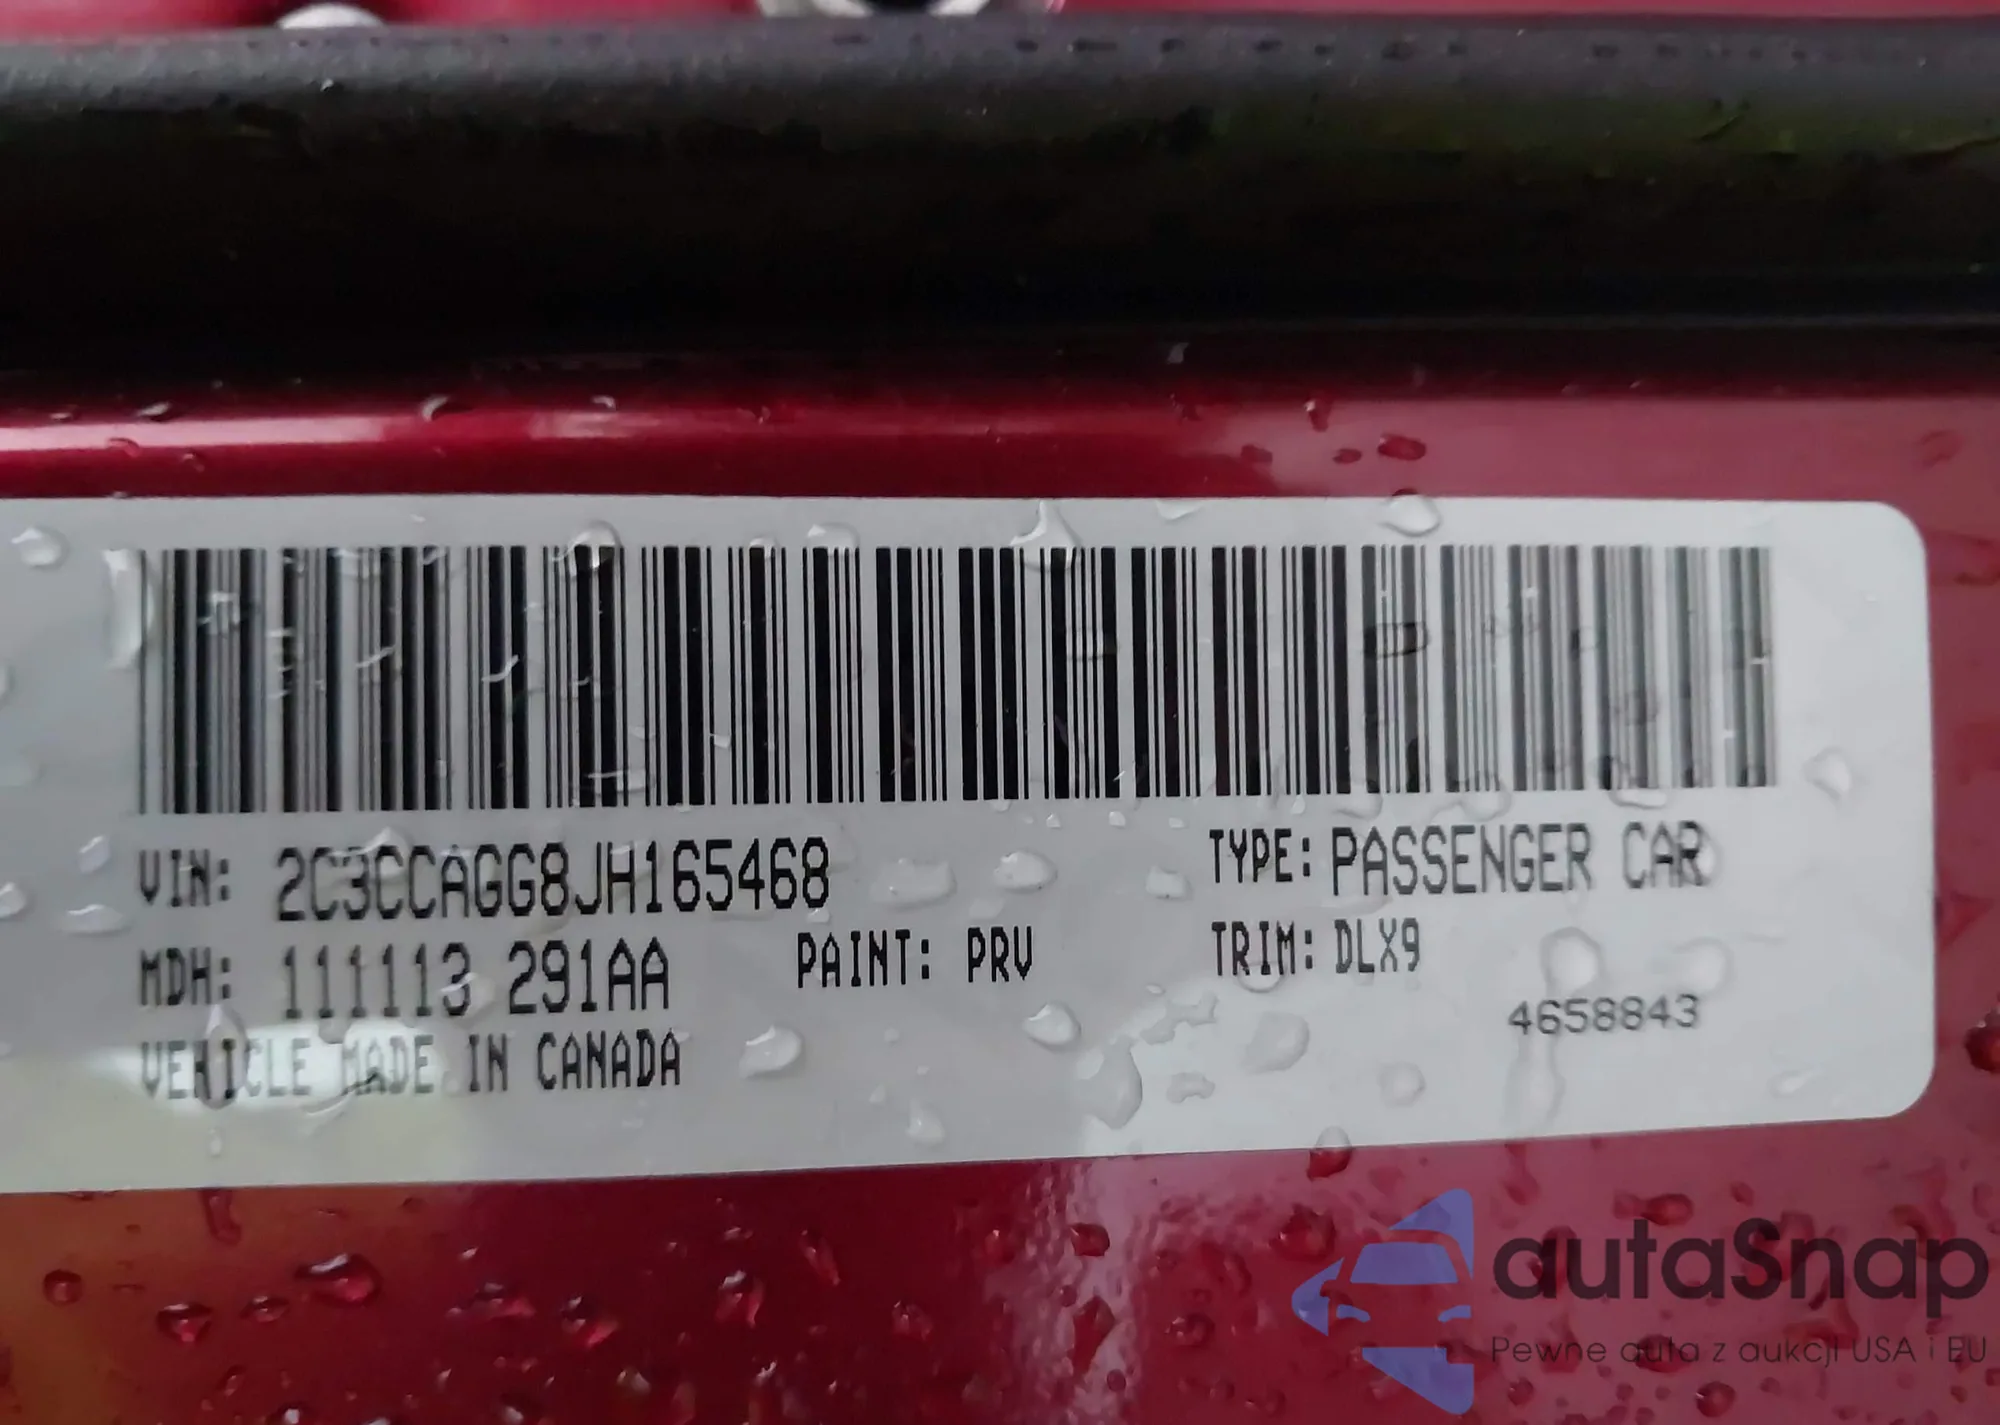 VIN: 2C3CCAGG8JH165468 TYPE: PASSENGER CAR
MDH: 111113 291AA PAINT: PRV TRIM: DLX9
4658843
VEHICLE MADE IN CANADA
autaSnap
Pewne auta z aukcji USA i EU